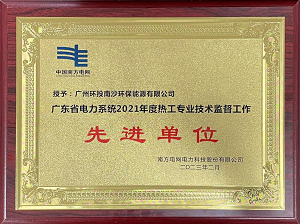 中国南方电网
授予：广州环投南沙环保能源有限公司
广东省电力系统2021年度热工专业技术监督工作
先进单位
南方电网电力科技股份有限公司
二〇二三年二月